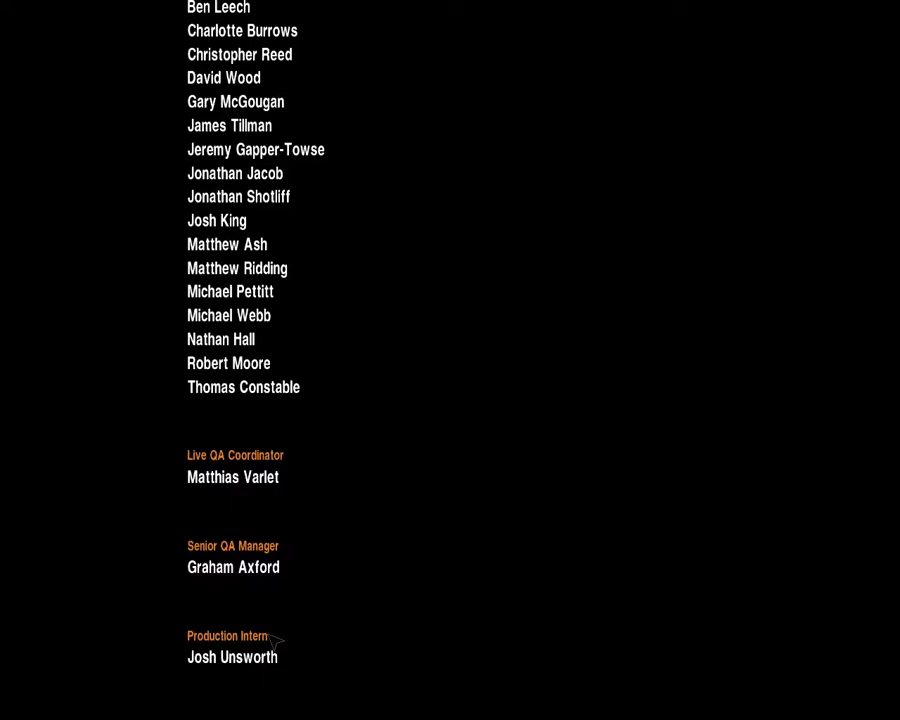 Ben Leech
Charlotte Burrows
Christopher Reed
David Wood
Gary McGougan
James Tillman
Jeremy Gapper-Towse
Jonathan Jacob
Jonathan Shotliff
Josh King
Matthew Ash
Matthew Ridding
Michael Pettitt
Michael Webb
Nathan Hall
Robert Moore
Thomas Constable
Live QA Coordinator
Matthias Varlet
Senior QA Manager
Graham Axford
Production Intern
Josh Unsworth